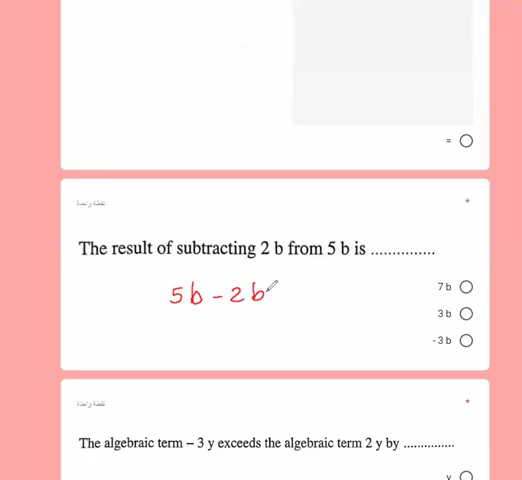 =
نقطة واحدة
*
The result of subtracting 2 b from 5 b is ...............
5b - 2b
7 b
3 b
- 3 b
نقطة واحدة
*
The algebraic term – 3 y exceeds the algebraic term 2 y by ...............
y